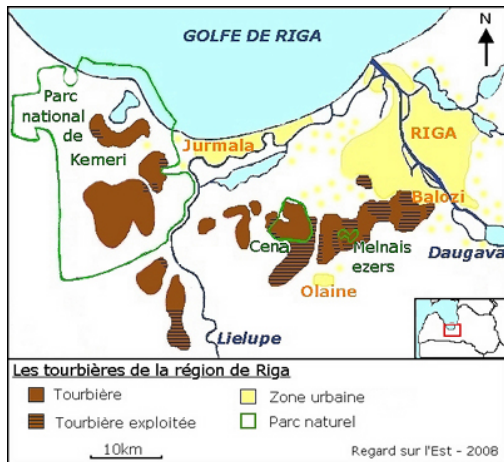 GOLFE DE RIGA
N
Parc
national de
Kemeri
Jurmala
RIGA
Balozi
Cena
Melnais
ezers
Daugava
Olaine
Lielupe
Les tourbières de la région de Riga
Tourbière
Zone urbaine
Tourbière exploitée
Parc naturel
10km
Regard sur l'Est - 2008